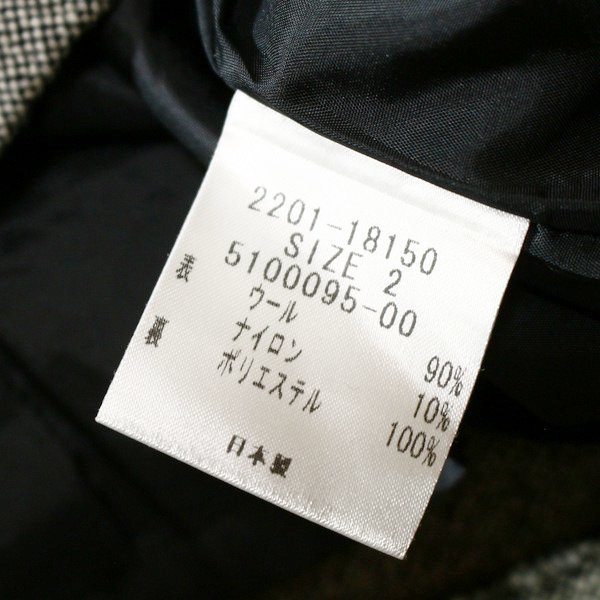 2201-18150
SIZE 2
5100095-00
表 ウール 90%
ナイロン 10%
裏 ポリエステル 100%
日本製